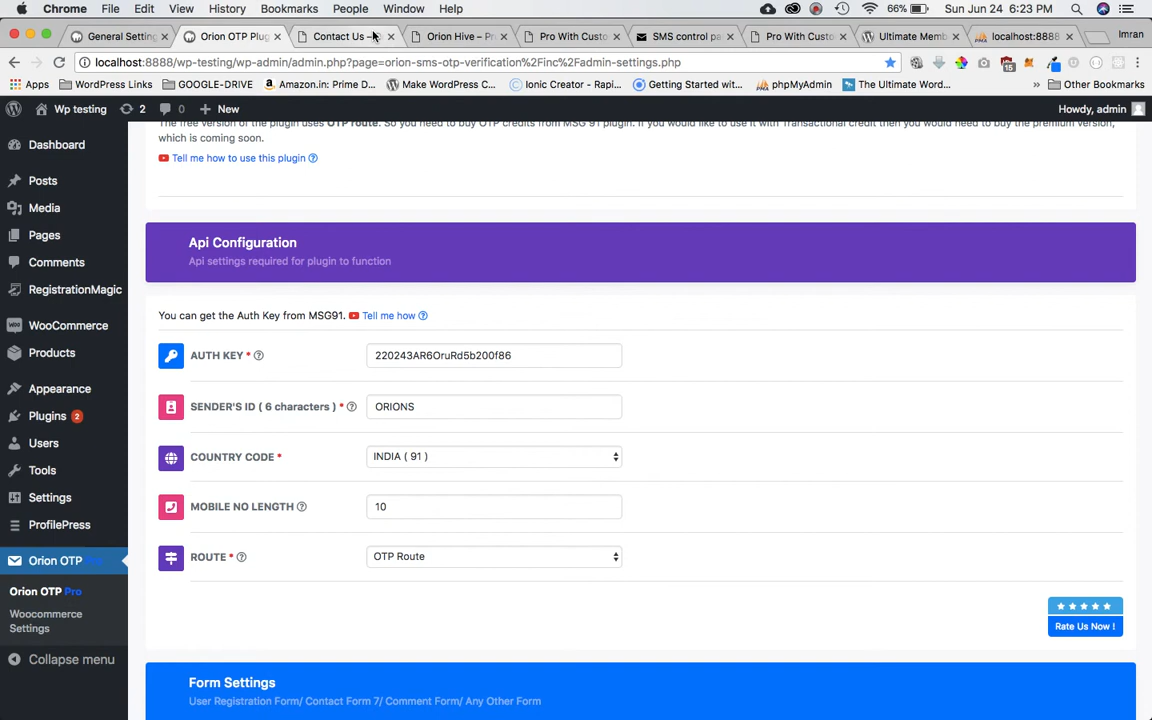 Chrome File Edit View History Bookmarks People Window Help 66% Sun Jun 24 6:23 PM
General Setting × Orion OTP Plug × Contact Us – × Orion Hive – Pr × Pro With Custo × SMS control pa × Pro With Custo × Ultimate Memb × localhost:8888 × Imran
localhost:8888/wp-testing/wp-admin/admin.php?page=orion-sms-otp-verification%2Finc%2Fadmin-settings.php 15
Apps WordPress Links GOOGLE-DRIVE Amazon.in: Prime D... Make WordPress C... Ionic Creator - Rapi... Getting Started wit... phpMyAdmin The Ultimate Word... » Other Bookmarks
Wp testing 2 0 New Howdy, admin
Dashboard
Posts
Media
Pages
Comments
RegistrationMagic
WooCommerce
Products
Appearance
Plugins 2
Users
Tools
Settings
ProfilePress
Orion OTP Pro
Orion OTP Pro
Woocommerce
Settings
Collapse menu
The free version of the plugin uses OTP route. So you need to buy OTP credits from MSG 91 plugin. If you would like to use it with Transactional credit then you would need to buy the premium version,
which is coming soon.
Tell me how to use this plugin
Api Configuration
Api settings required for plugin to function
You can get the Auth Key from MSG91. Tell me how
AUTH KEY * 220243AR6OruRd5b200f86
SENDER'S ID ( 6 characters ) * ORIONS
COUNTRY CODE * INDIA ( 91 )
MOBILE NO LENGTH 10
ROUTE * OTP Route
Rate Us Now !
Form Settings
User Registration Form/ Contact Form 7/ Comment Form/ Any Other Form